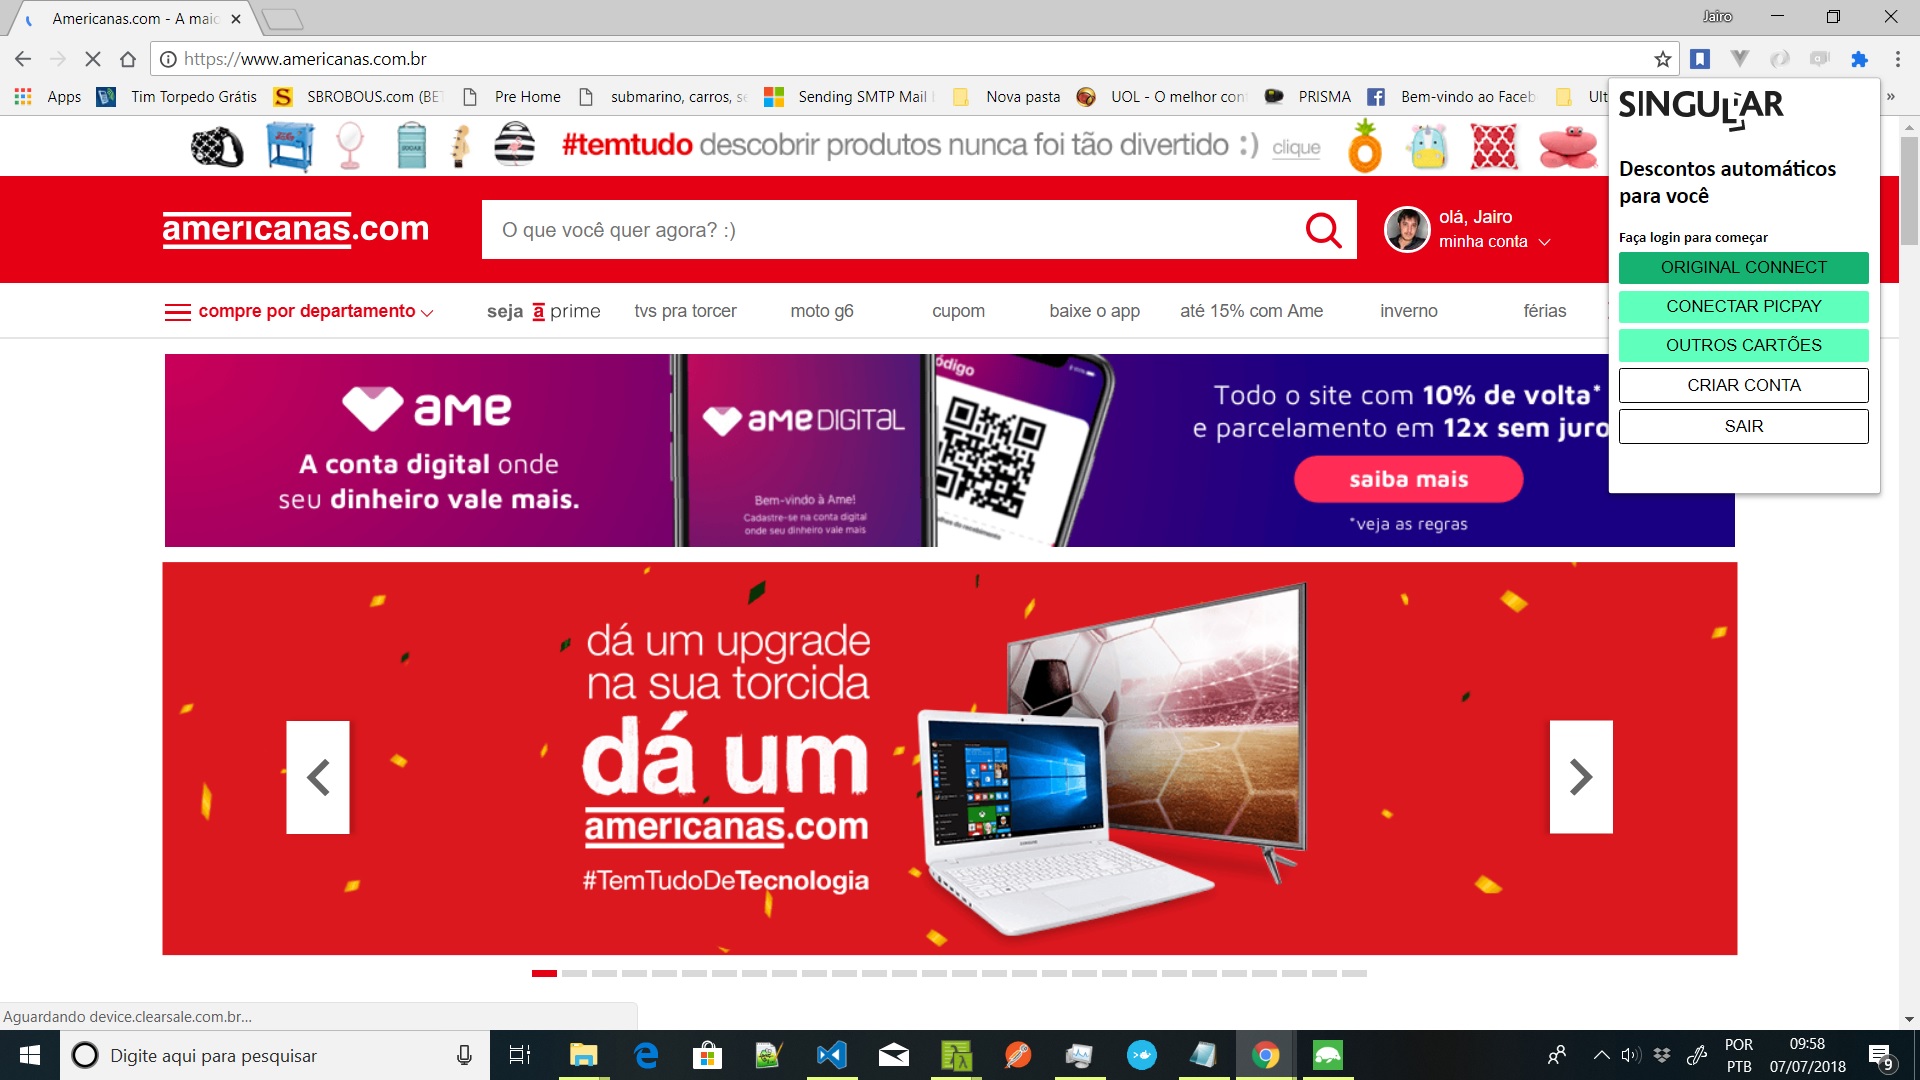 Americanas.com - A maio
Jairo
https://www.americanas.com.br
Apps
Tim Torpedo Grátis
SBROBOUS.com (BET
Pre Home
submarino, carros, se
Sending SMTP Mail
Nova pasta
UOL - O melhor cont
PRISMA
Bem-vindo ao Faceb
Ult
»
#temtudo descobrir produtos nunca foi tão divertido :) clique
americanas.com
O que você quer agora? :)
olá, Jairo
minha conta
compre por departamento
seja a prime
tvs pra torcer
moto g6
cupom
baixe o app
até 15% com Ame
inverno
férias
SINGULAR
Descontos automáticos
para você
Faça login para começar
ORIGINAL CONNECT
CONECTAR PICPAY
OUTROS CARTÕES
CRIAR CONTA
SAIR
ame
A conta digital onde
seu dinheiro vale mais.
ame DIGITAL
Bem-vindo à Ame!
Cadastre-se na conta digital
onde seu dinheiro vale mais
ódigo
Todo o site com 10% de volta*
e parcelamento em 12x sem juro
saiba mais
*veja as regras
dá um upgrade
na sua torcida
dá um
americanas.com
#TemTudoDeTecnologia
Aguardando device.clearsale.com.br...
Digite aqui para pesquisar
POR
PTB
09:58
07/07/2018
9